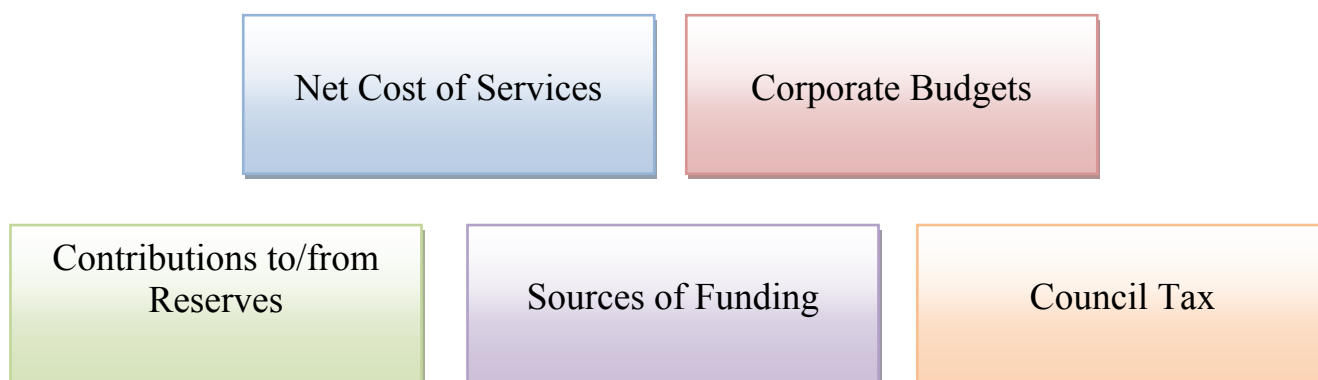 Net Cost of Services
Corporate Budgets
Contributions to/from
Reserves
Sources of Funding
Council Tax